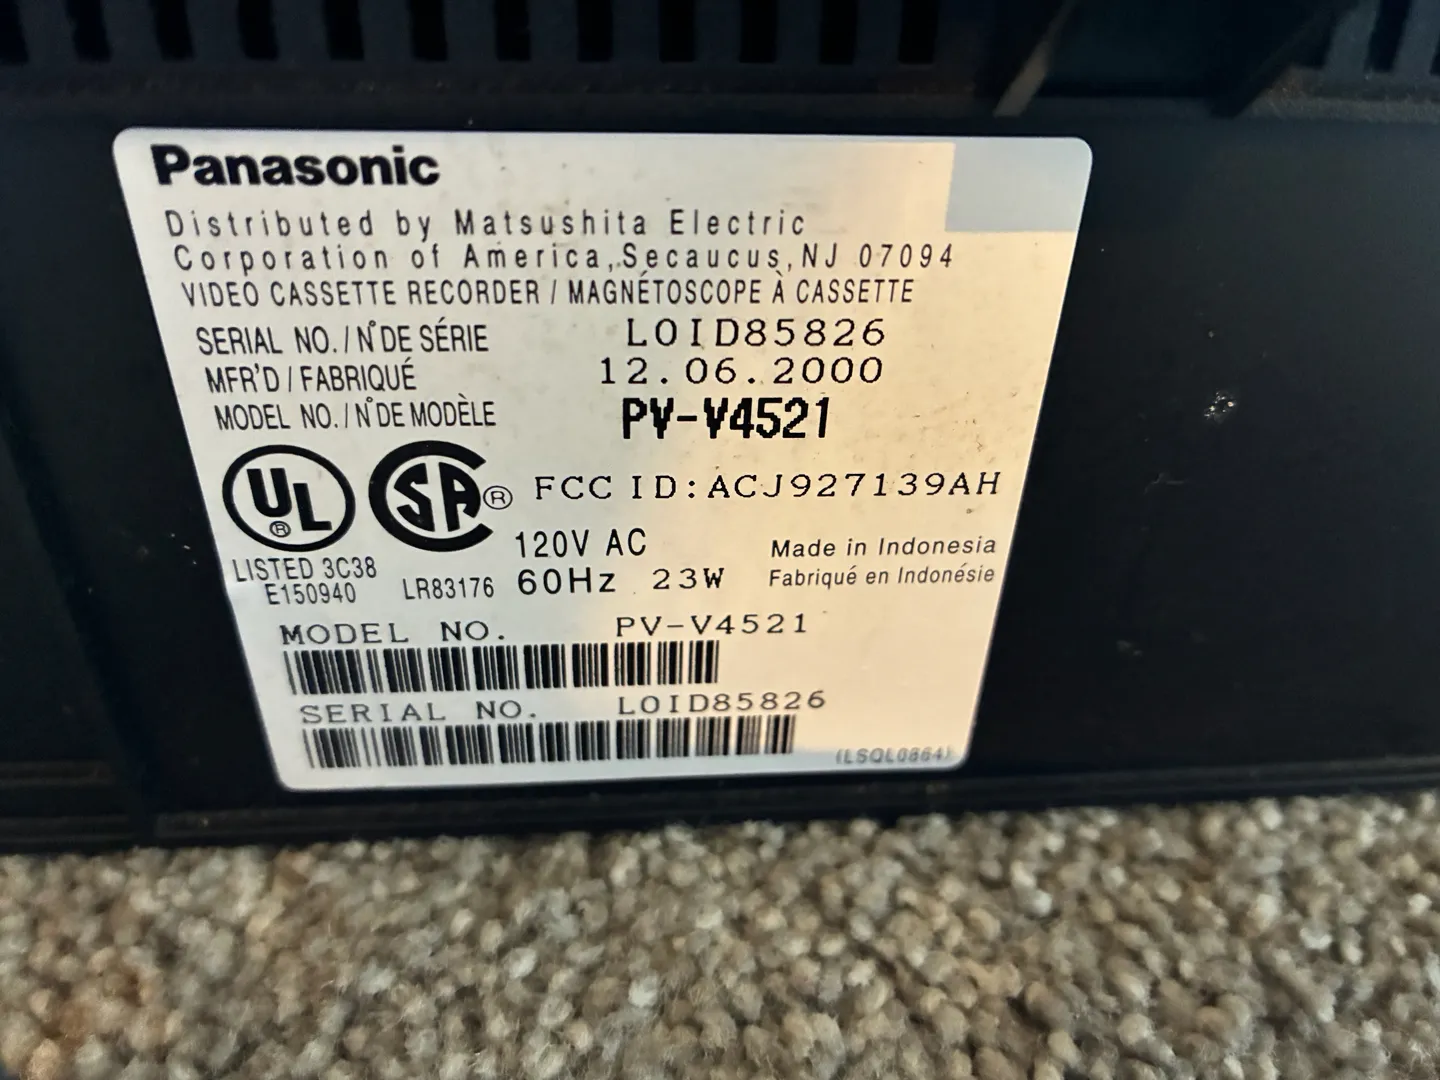 Panasonic
Distributed by Matsushita Electric
Corporation of America, Secaucus, NJ 07094
VIDEO CASSETTE RECORDER / MAGNÉTOSCOPE À CASSETTE
SERIAL NO. / N° DE SÉRIE L0ID85826
MFR'D / FABRIQUÉ 12.06.2000
MODEL NO. / N° DE MODÈLE PV-V4521
UL ® SA ® FCC ID: ACJ927139AH
LISTED 3C38 120V AC Made in Indonesia
E150940 LR83176 60Hz 23W Fabriqué en Indonésie
MODEL NO. PV-V4521
SERIAL NO. L0ID85826
(LSQL0864)